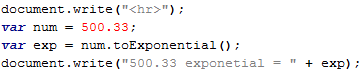 document.write("<hr>");
var num = 500.33;
var exp = num.toExponential();
document.write("500.33 exponetial = " + exp);